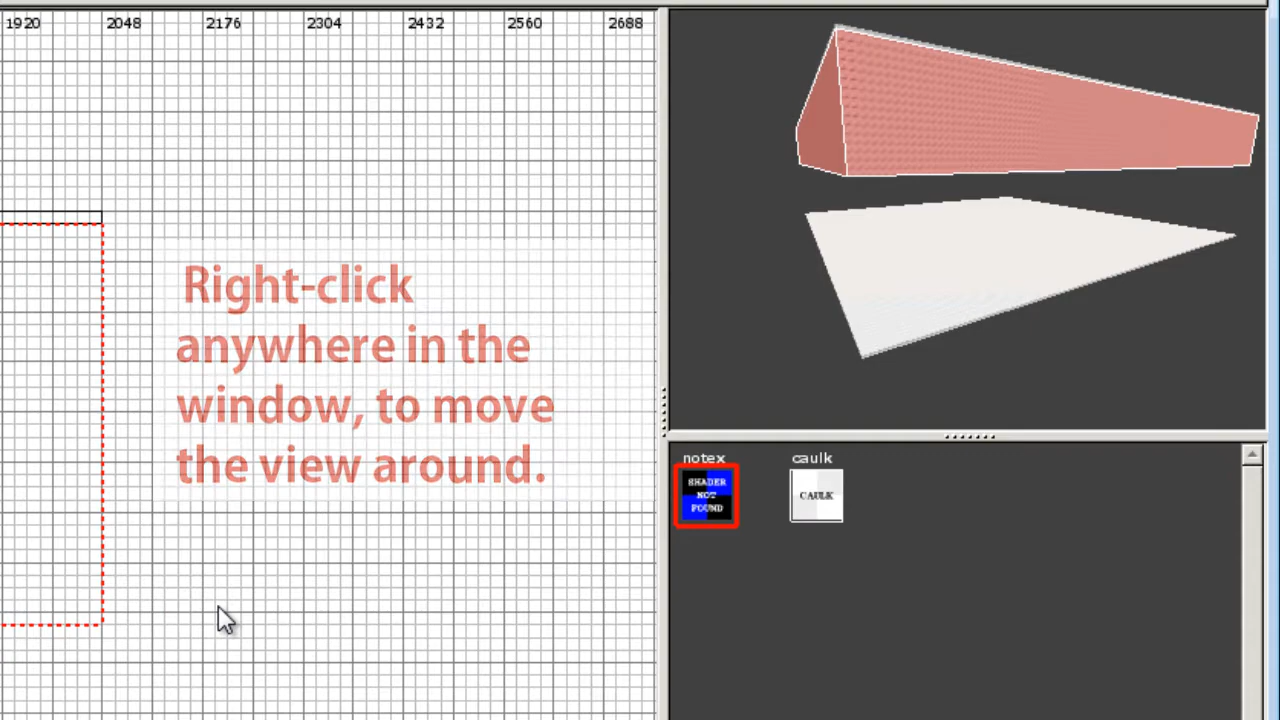 1920 2048 2176 2304 2432 2560 2688
Right-click
anywhere in the
window, to move
the view around.
notex caulk
SHADER
NOT
FOUND
CAULK